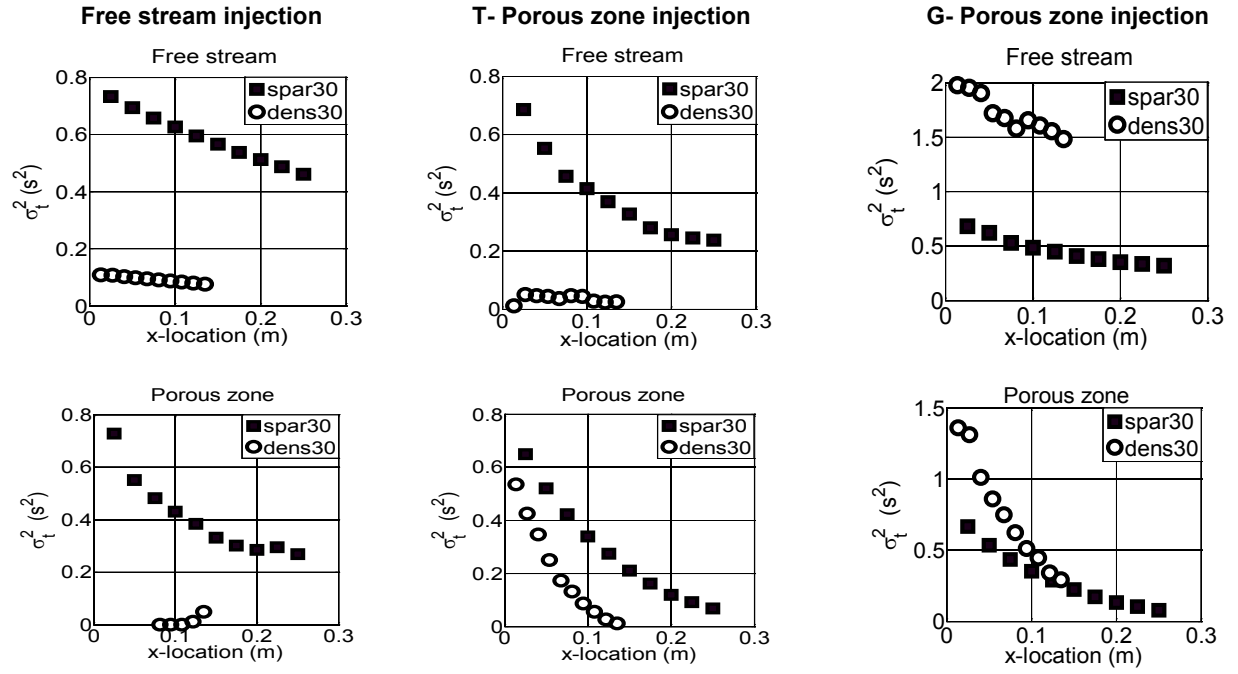 Free stream injection
T- Porous zone injection
G- Porous zone injection
Free stream
0.8
0.6
0.4
0.2
0
σt² (s²)
spar30
dens30
0 0.1 0.2 0.3
x-location (m)
Free stream
0.8
0.6
0.4
0.2
0
σt² (s²)
spar30
dens30
0 0.1 0.2 0.3
x-location (m)
Free stream
2
1.5
1
0.5
0
σt² (s²)
spar30
dens30
0 0.1 0.2 0.3
x-location (m)
Porous zone
0.8
0.6
0.4
0.2
0
σt² (s²)
spar30
dens30
0 0.1 0.2 0.3
x-location (m)
Porous zone
0.8
0.6
0.4
0.2
0
σt² (s²)
spar30
dens30
0 0.1 0.2 0.3
x-location (m)
Porous zone
1.5
1
0.5
0
σt² (s²)
spar30
dens30
0 0.1 0.2 0.3
x-location (m)